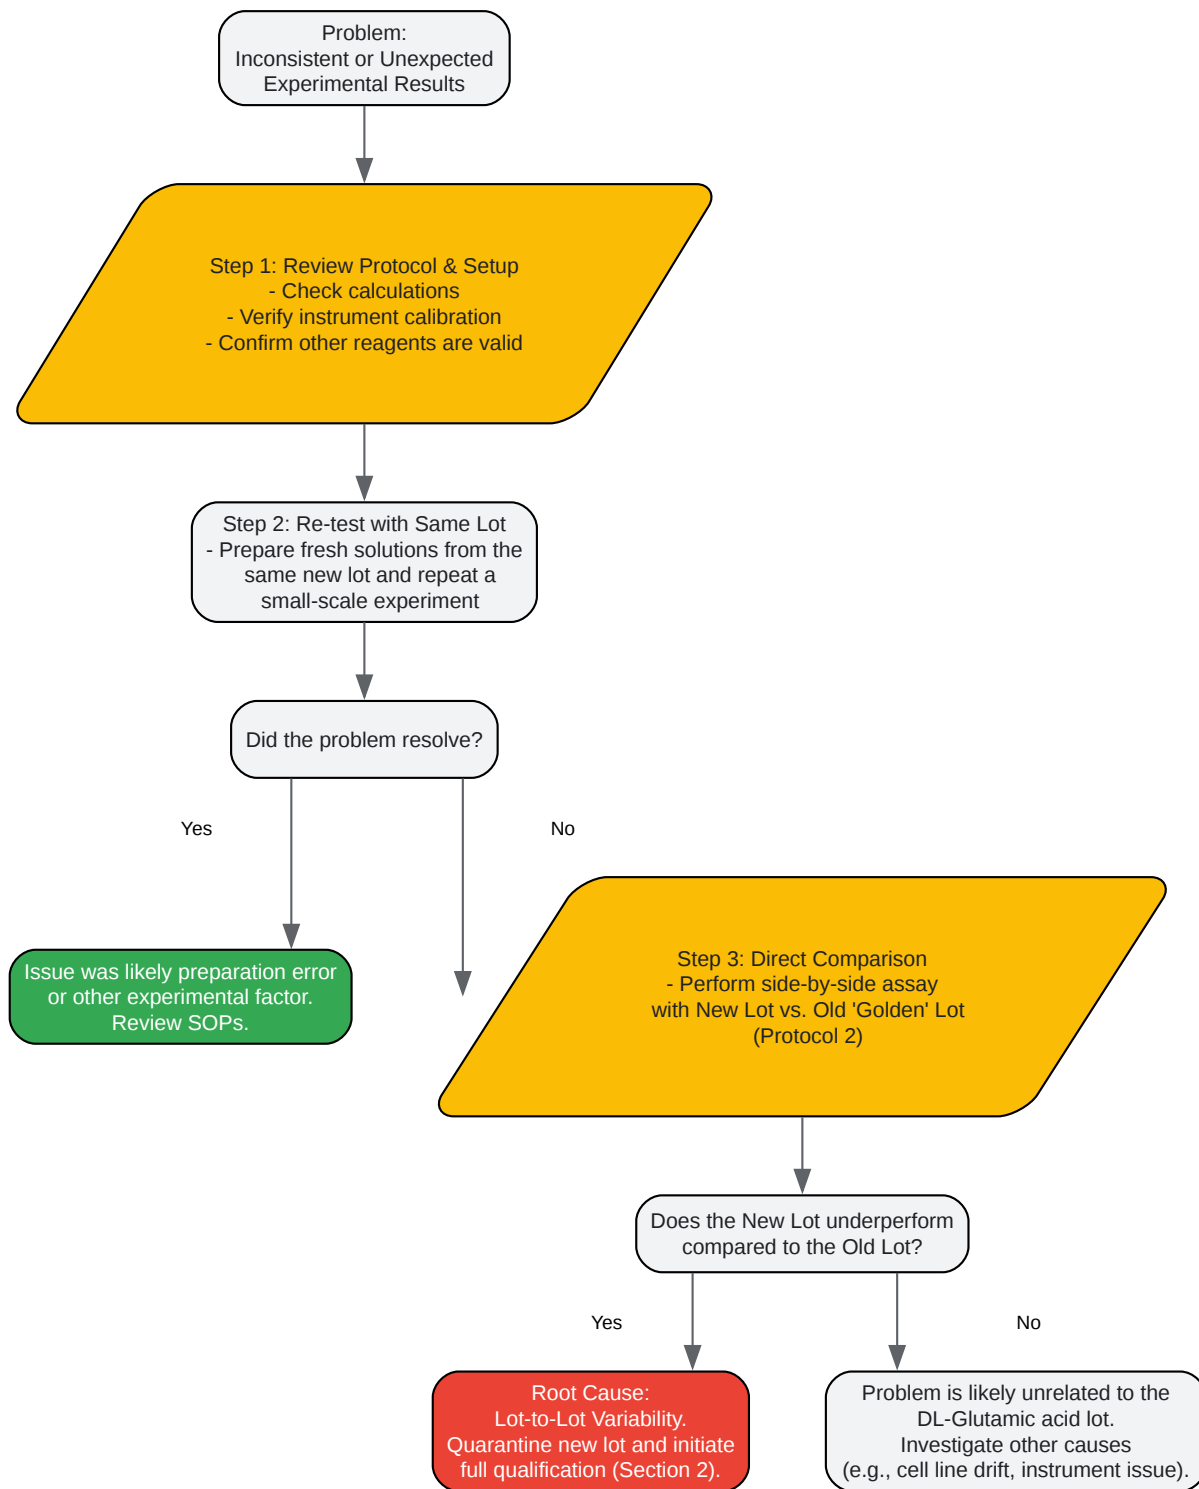 Problem:
Inconsistent or Unexpected
Experimental Results
Step 1: Review Protocol & Setup
- Check calculations
- Verify instrument calibration
- Confirm other reagents are valid
Step 2: Re-test with Same Lot
- Prepare fresh solutions from the
same new lot and repeat a
small-scale experiment
Did the problem resolve?
Yes
No
Issue was likely preparation error
or other experimental factor.
Review SOPs.
Step 3: Direct Comparison
- Perform side-by-side assay
with New Lot vs. Old 'Golden' Lot
(Protocol 2)
Does the New Lot underperform
compared to the Old Lot?
Yes
No
Root Cause:
Lot-to-Lot Variability.
Quarantine new lot and initiate
full qualification (Section 2).
Problem is likely unrelated to the
DL-Glutamic acid lot.
Investigate other causes
(e.g., cell line drift, instrument issue).